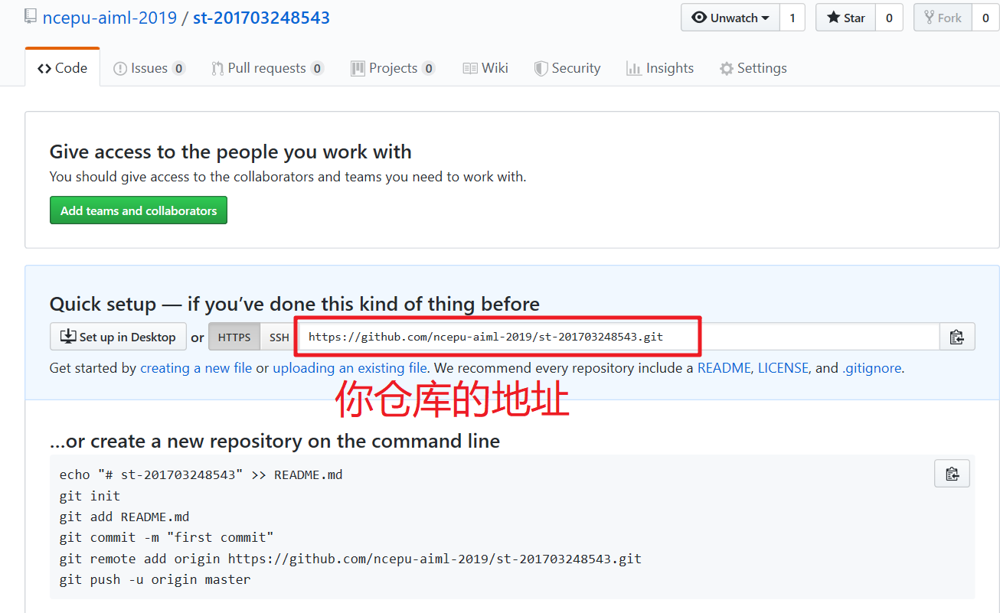 ncepu-aiml-2019 / st-201703248543
Unwatch 1 Star 0 Fork 0
Code Issues 0 Pull requests 0 Projects 0 Wiki Security Insights Settings
Give access to the people you work with
You should give access to the collaborators and teams you need to work with.
Add teams and collaborators
Quick setup — if you’ve done this kind of thing before
Set up in Desktop or HTTPS SSH https://github.com/ncepu-aiml-2019/st-201703248543.git
Get started by creating a new file or uploading an existing file. We recommend every repository include a README, LICENSE, and .gitignore.
你仓库的地址
…or create a new repository on the command line
echo "# st-201703248543" >> README.md
git init
git add README.md
git commit -m "first commit"
git remote add origin https://github.com/ncepu-aiml-2019/st-201703248543.git
git push -u origin master